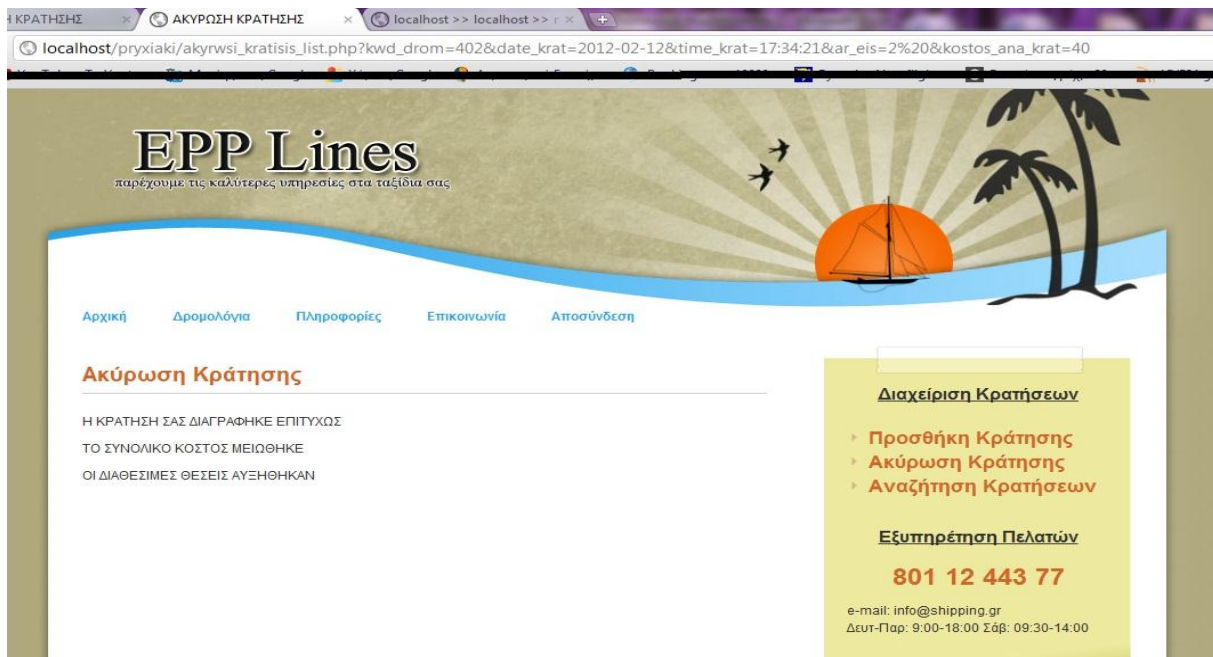 Η ΚΡΑΤΗΣΗΣ
ΑΚΥΡΩΣΗ ΚΡΑΤΗΣΗΣ
localhost >> localhost >> r
localhost/pryxiaki/akyrwsi_kratisis_list.php?kwd_drom=402&date_krat=2012-02-12&time_krat=17:34:21&ar_eis=2%20&kostos_ana_krat=40
EPP Lines
παρέχουμε τις καλύτερες υπηρεσίες στα ταξίδια σας
Αρχική Δρομολόγια Πληροφορίες Επικοινωνία Αποσύνδεση
Ακύρωση Κράτησης
Η ΚΡΑΤΗΣΗ ΣΑΣ ΔΙΑΓΡΑΦΗΚΕ ΕΠΙΤΥΧΩΣ
ΤΟ ΣΥΝΟΛΙΚΟ ΚΟΣΤΟΣ ΜΕΙΩΘΗΚΕ
ΟΙ ΔΙΑΘΕΣΙΜΕΣ ΘΕΣΕΙΣ ΑΥΞΗΘΗΚΑΝ
Διαχείριση Κρατήσεων
Προσθήκη Κράτησης
Ακύρωση Κράτησης
Αναζήτηση Κρατήσεων
Εξυπηρέτηση Πελατών
801 12 443 77
e-mail: info@shipping.gr
Δευτ-Παρ: 9:00-18:00 Σάβ: 09:30-14:00